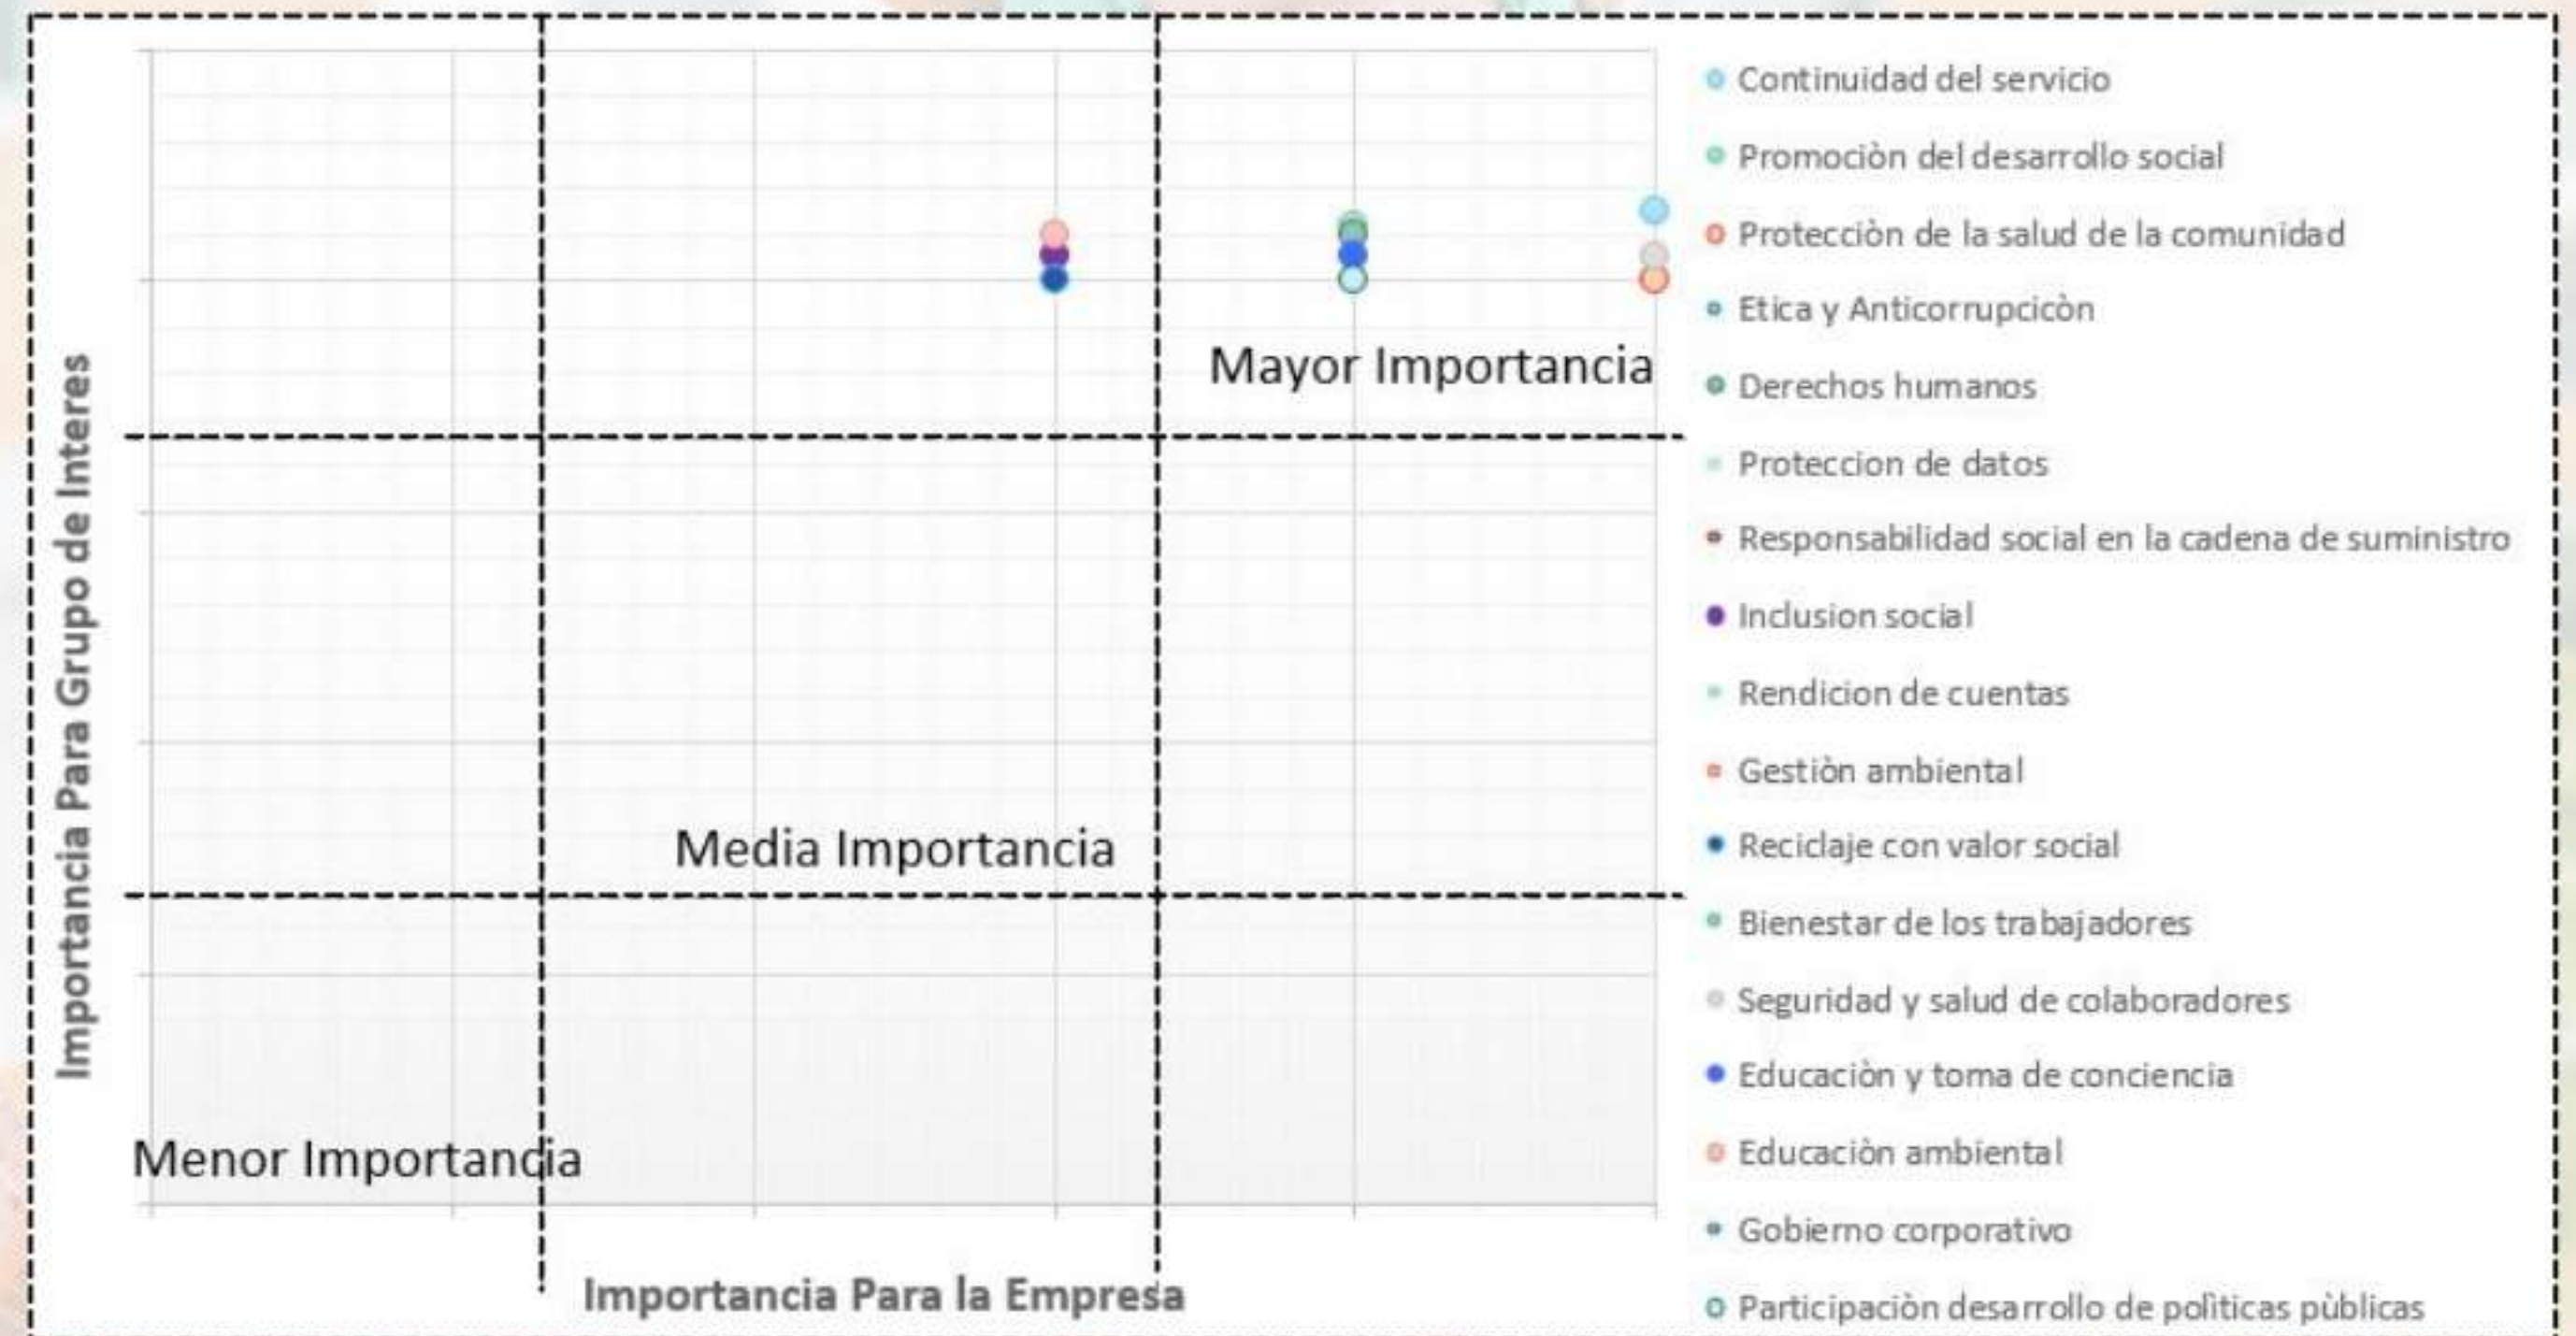 Importancia Para Grupo de Interes
Mayor Importancia
Media Importancia
Menor Importancia
Importancia Para la Empresa
Continuidad del servicio
Promociòn del desarrollo social
Protecciòn de la salud de la comunidad
Etica y Anticorrupcicòn
Derechos humanos
Proteccion de datos
Responsabilidad social en la cadena de suministro
Inclusion social
Rendicion de cuentas
Gestiòn ambiental
Reciclaje con valor social
Bienestar de los trabajadores
Seguridad y salud de colaboradores
Educaciòn y toma de conciencia
Educaciòn ambiental
Gobierno corporativo
Participaciòn desarrollo de polìticas pùblicas